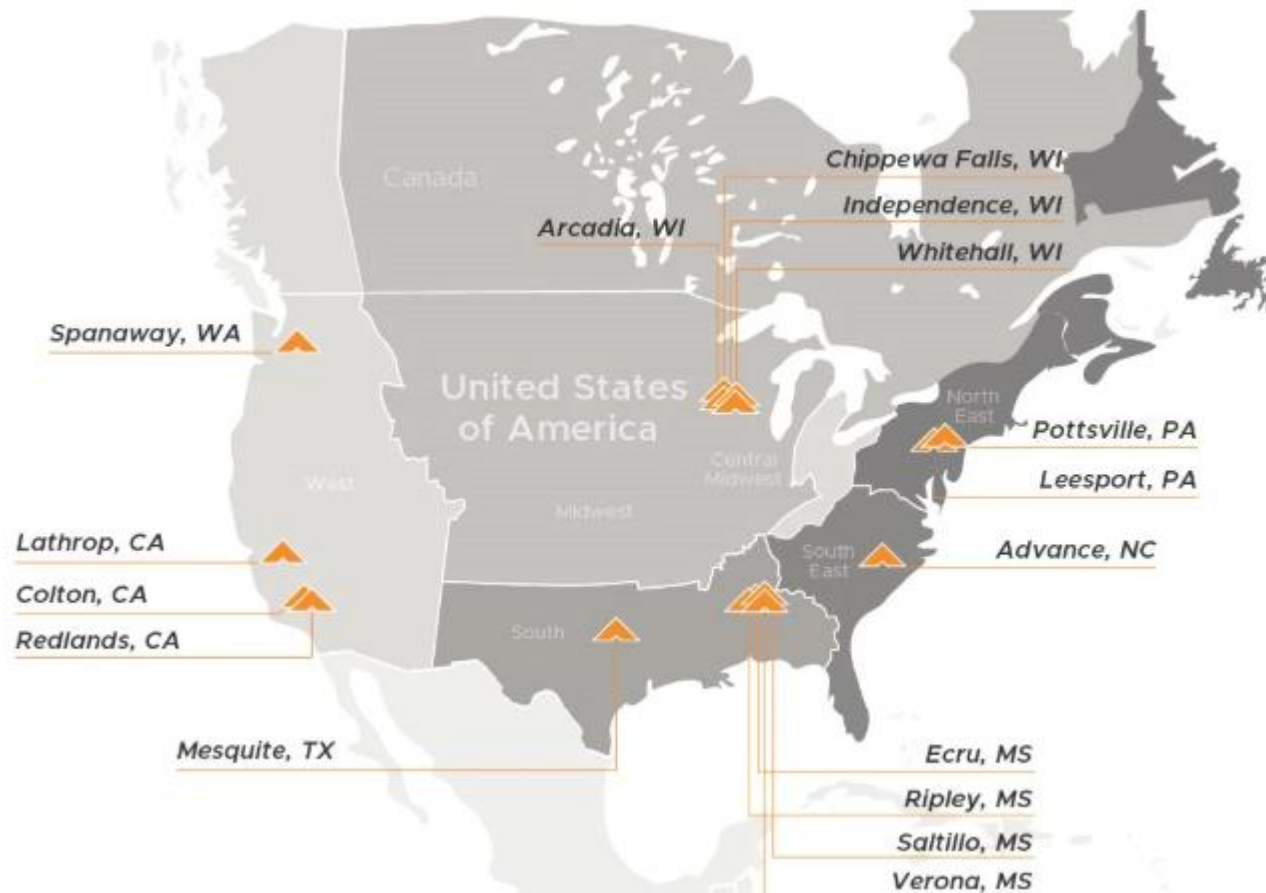 Chippewa Falls, WI
Canada
Independence, WI
Arcadia, WI
Whitehall, WI
Spanaway, WA
United States
of America
North
East
Pottsville, PA
Central
Midwest
Leesport, PA
West
Midwest
Lathrop, CA
South
East
Advance, NC
Colton, CA
South
Redlands, CA
Mesquite, TX
Ecru, MS
Ripley, MS
Saltillo, MS
Verona, MS